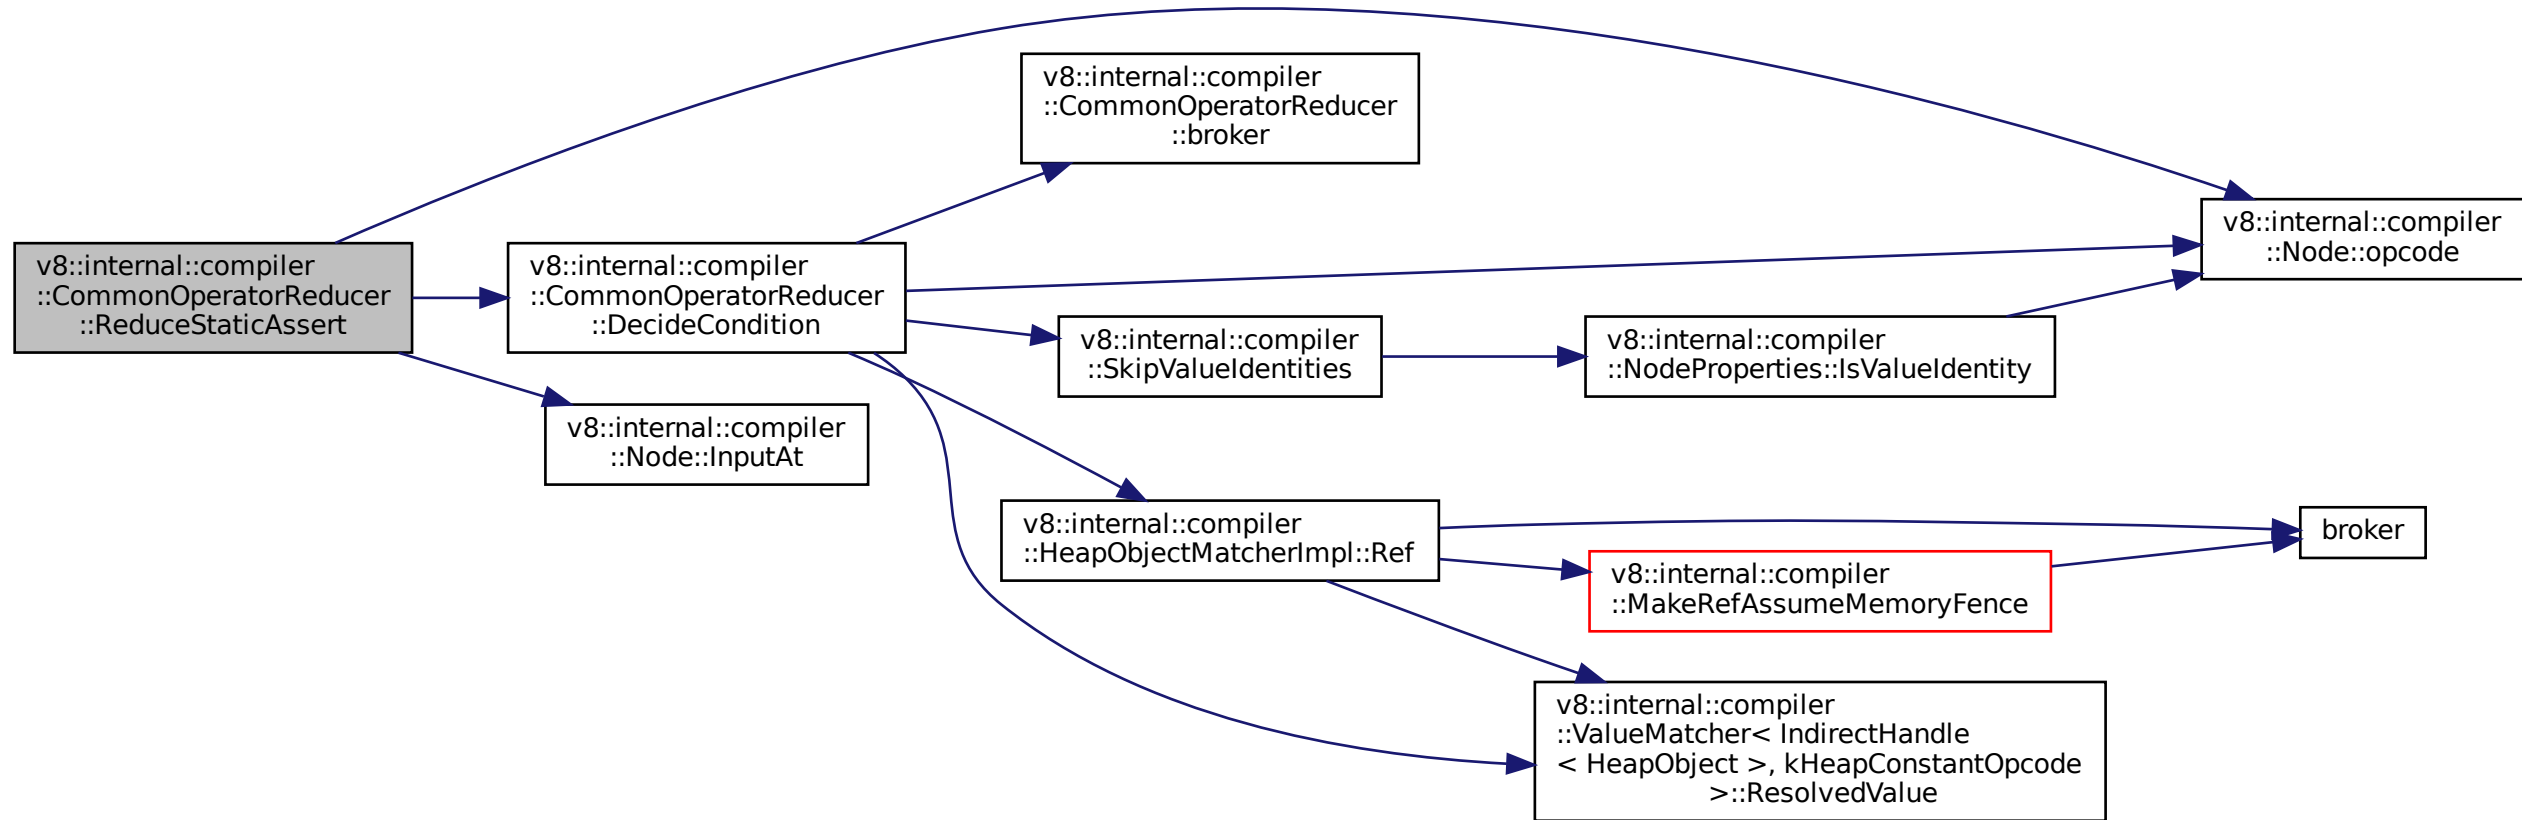 v8::internal::compiler
::CommonOperatorReducer
::ReduceStaticAssert
v8::internal::compiler
::CommonOperatorReducer
::DecideCondition
v8::internal::compiler
::Node::InputAt
v8::internal::compiler
::CommonOperatorReducer
::broker
v8::internal::compiler
::SkipValueIdentities
v8::internal::compiler
::HeapObjectMatcherImpl::Ref
v8::internal::compiler
::NodeProperties::IsValueIdentity
v8::internal::compiler
::MakeRefAssumeMemoryFence
v8::internal::compiler
::ValueMatcher< IndirectHandle
< HeapObject >, kHeapConstantOpcode
>::ResolvedValue
v8::internal::compiler
::Node::opcode
broker